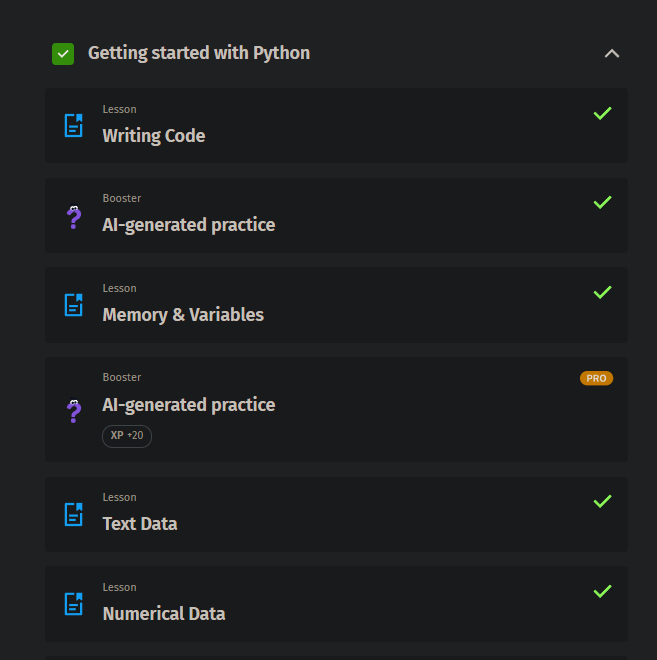 Getting started with Python
Lesson
Writing Code
Booster
AI-generated practice
Lesson
Memory & Variables
Booster
PRO
AI-generated practice
XP +20
Lesson
Text Data
Lesson
Numerical Data